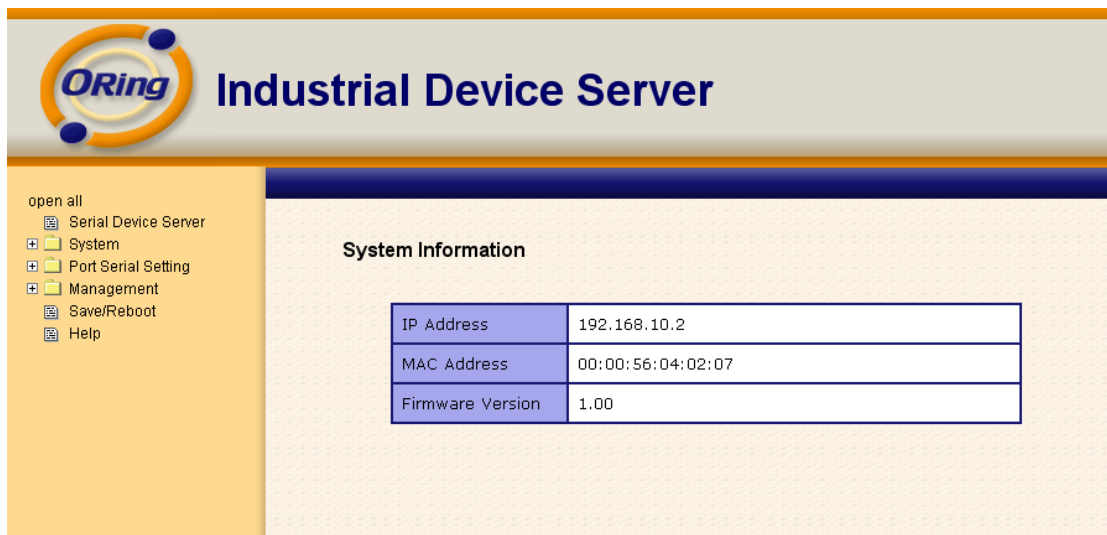 ORing
Industrial Device Server
open all
Serial Device Server
System
Port Serial Setting
Management
Save/Reboot
Help
System Information
IP Address 192.168.10.2
MAC Address 00:00:56:04:02:07
Firmware Version 1.00